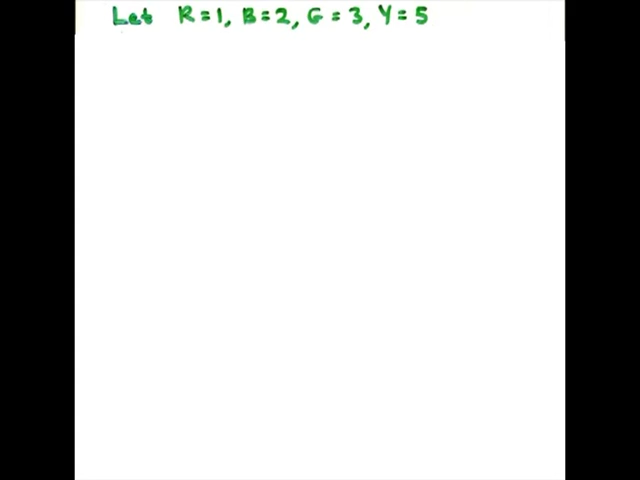 Let R = 1, B = 2, G = 3, Y = 5